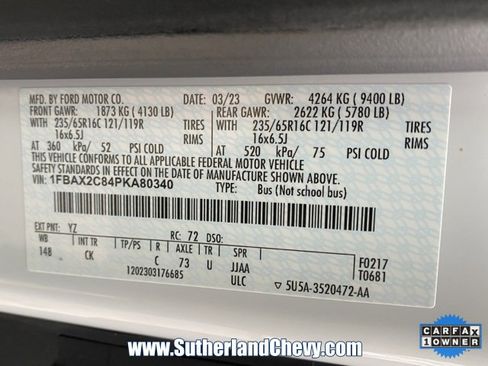 MFD. BY FORD MOTOR CO. DATE: 03/23 GVWR: 4264 KG ( 9400 LB)
FRONT GAWR: 1873 KG ( 4130 LB) REAR GAWR: 2622 KG ( 5780 LB)
WITH 235/65R16C 121/119R TIRES WITH 235/65R16C 121/119R TIRES
16x6.5J RIMS 16x6.5J RIMS
AT 360 kPa/ 52 PSI COLD AT 520 kPa/ 75 PSI COLD
THIS VEHICLE CONFORMS TO ALL APPLICABLE FEDERAL MOTOR VEHICLE
SAFETY STANDARDS IN EFFECT ON THE DATE OF MANUFACTURE SHOWN ABOVE.
VIN: 1FBAX2C84PKA80340 TYPE: Bus (Not school bus)
EXT PNT: YZ RC: 72 DSO:
WB INT TR TP/PS R AXLE TR SPR F0217
148 CK C 73 U JJAA T0681
1202303176685 ULC 5U5A-3520472-AA
CARFAX
1 OWNER
www.SutherlandChevy.com